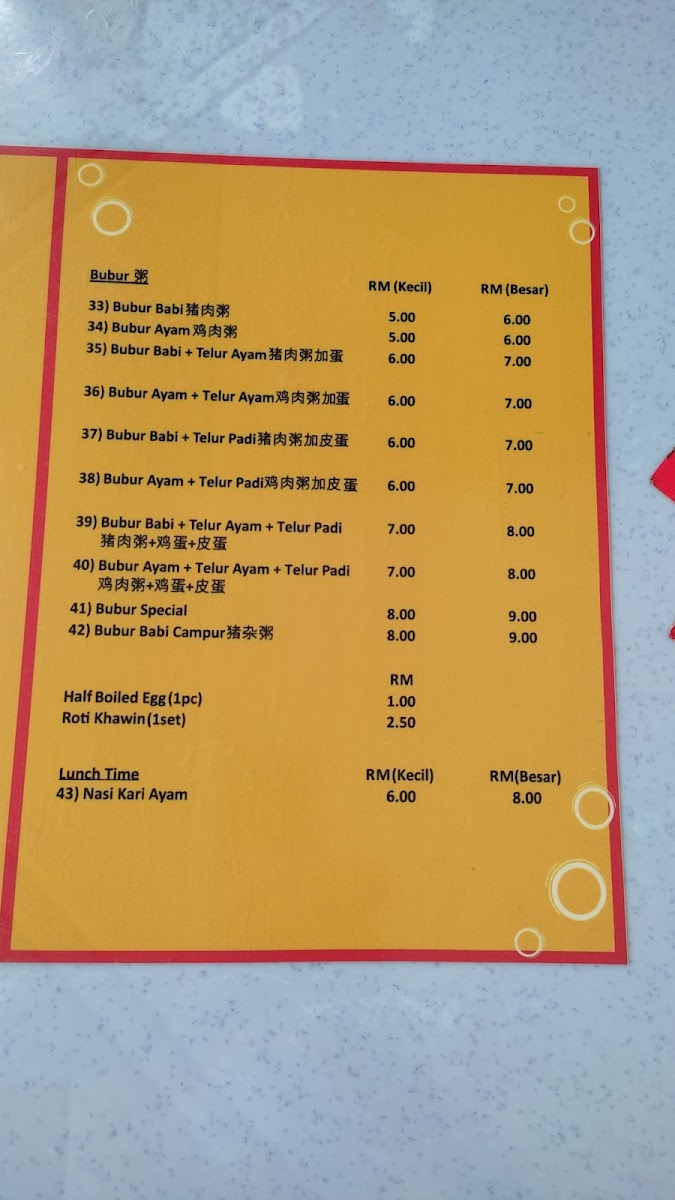 Bubur 粥 RM (Kecil) RM (Besar)
33) Bubur Babi猪肉粥 5.00 6.00
34) Bubur Ayam鸡肉粥 5.00 6.00
35) Bubur Babi + Telur Ayam猪肉粥加蛋 6.00 7.00
36) Bubur Ayam + Telur Ayam鸡肉粥加蛋 6.00 7.00
37) Bubur Babi + Telur Padi猪肉粥加皮蛋 6.00 7.00
38) Bubur Ayam + Telur Padi鸡肉粥加皮蛋 6.00 7.00
39) Bubur Babi + Telur Ayam + Telur Padi 7.00 8.00
猪肉粥+鸡蛋+皮蛋
40) Bubur Ayam + Telur Ayam + Telur Padi 7.00 8.00
鸡肉粥+鸡蛋+皮蛋
41) Bubur Special 8.00 9.00
42) Bubur Babi Campur猪杂粥 8.00 9.00
RM
Half Boiled Egg (1pc) 1.00
Roti Khawin (1set) 2.50
Lunch Time RM(Kecil) RM(Besar)
43) Nasi Kari Ayam 6.00 8.00